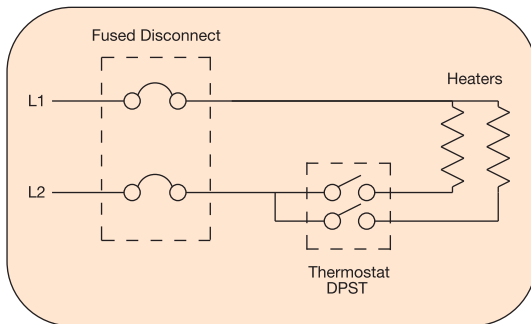 Fused Disconnect
Heaters
L1
L2
Thermostat
DPST